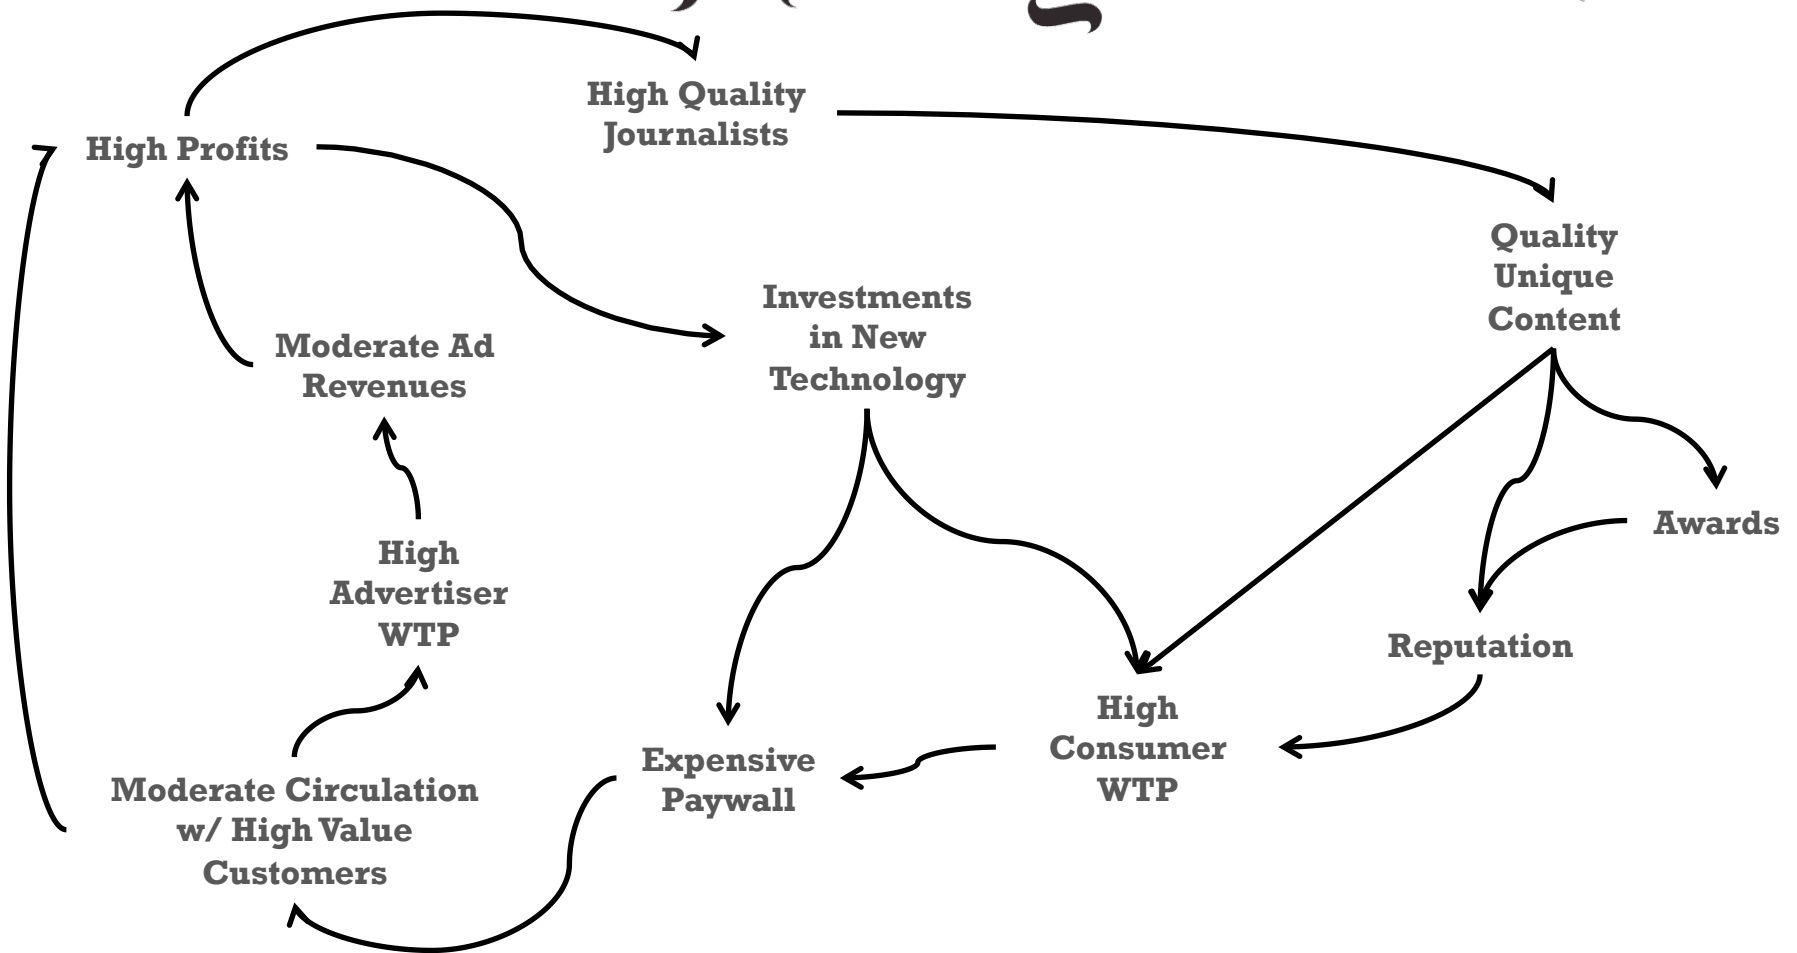 High Quality
Journalists
High Profits
Quality
Unique
Content
Investments
in New
Technology
Moderate Ad
Revenues
Awards
High
Advertiser
WTP
Reputation
High
Consumer
WTP
Expensive
Paywall
Moderate Circulation
w/ High Value
Customers